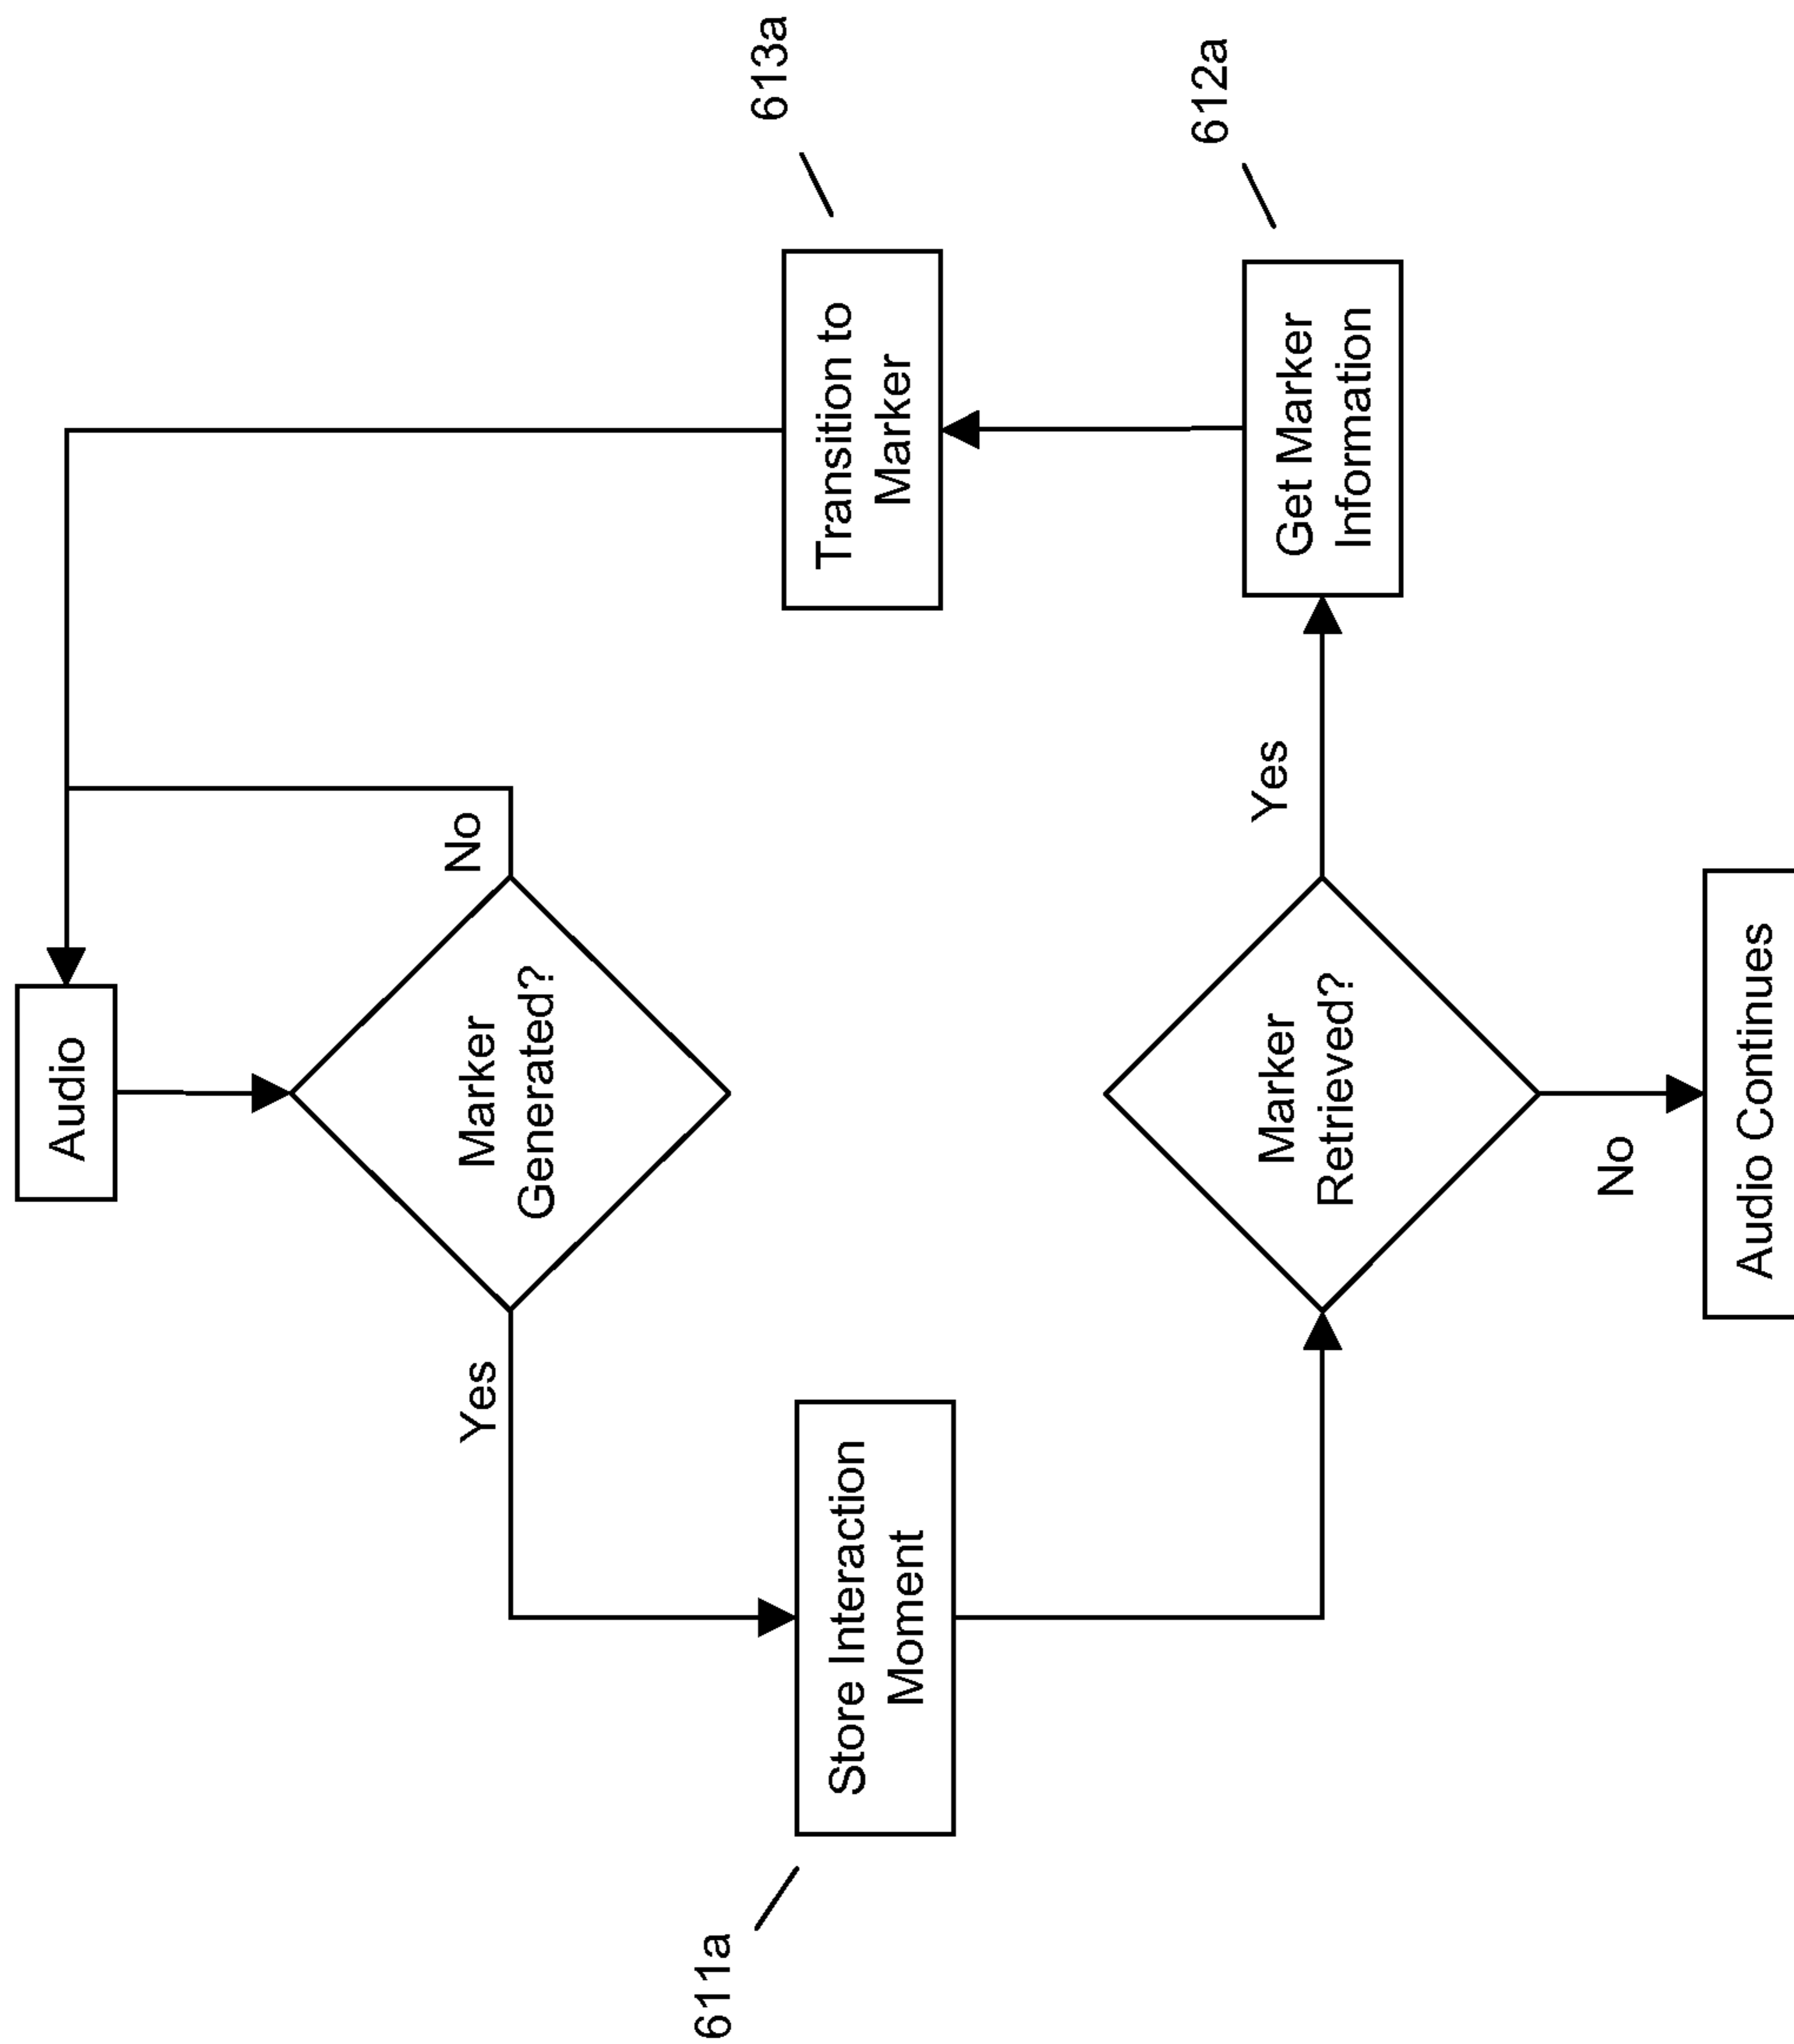 Audio
Marker
Generated?
No
Yes
611a
Store Interaction
Moment
Marker
Retrieved?
Yes
Get Marker
Information
612a
Transition to
Marker
613a
No
Audio Continues